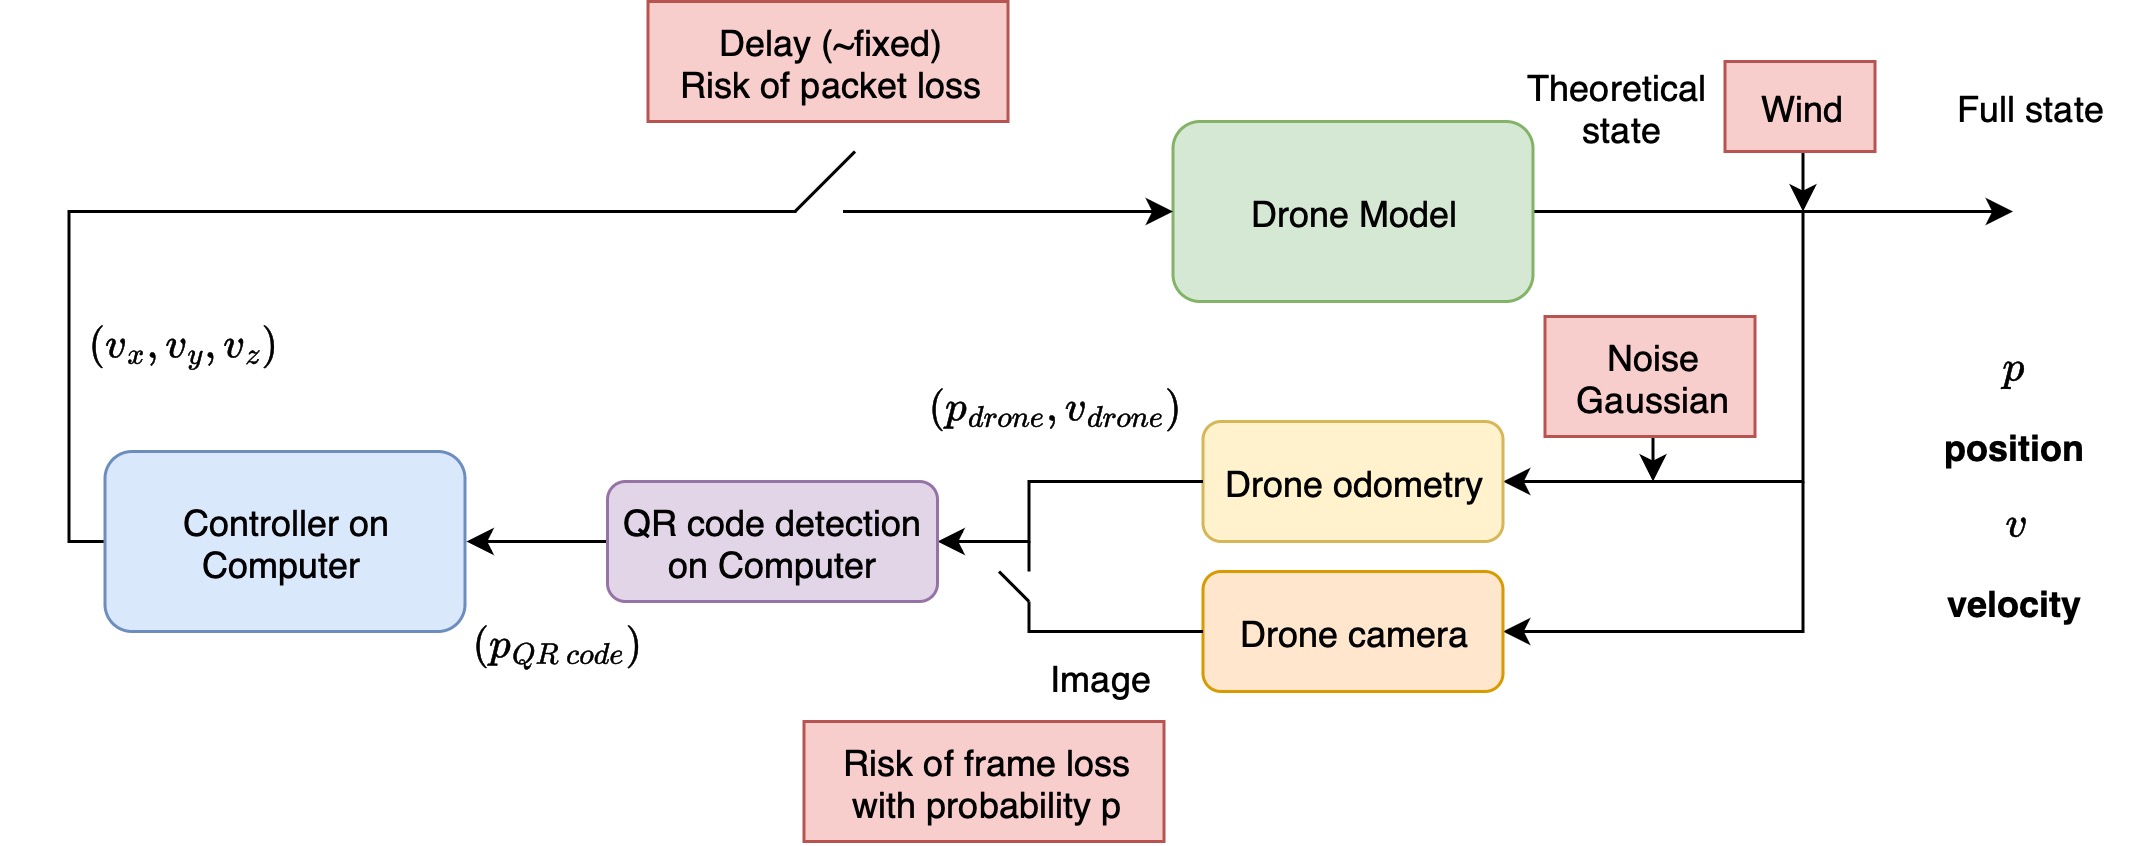 Delay (~fixed)
Risk of packet loss
Theoretical
state
Wind
Full state
Drone Model
(v_x, v_y, v_z)
Noise
Gaussian
p
position
v
velocity
(p_{drone}, v_{drone})
Drone odometry
Controller on
Computer
QR code detection
on Computer
Drone camera
(p_{QR code})
Image
Risk of frame loss
with probability p